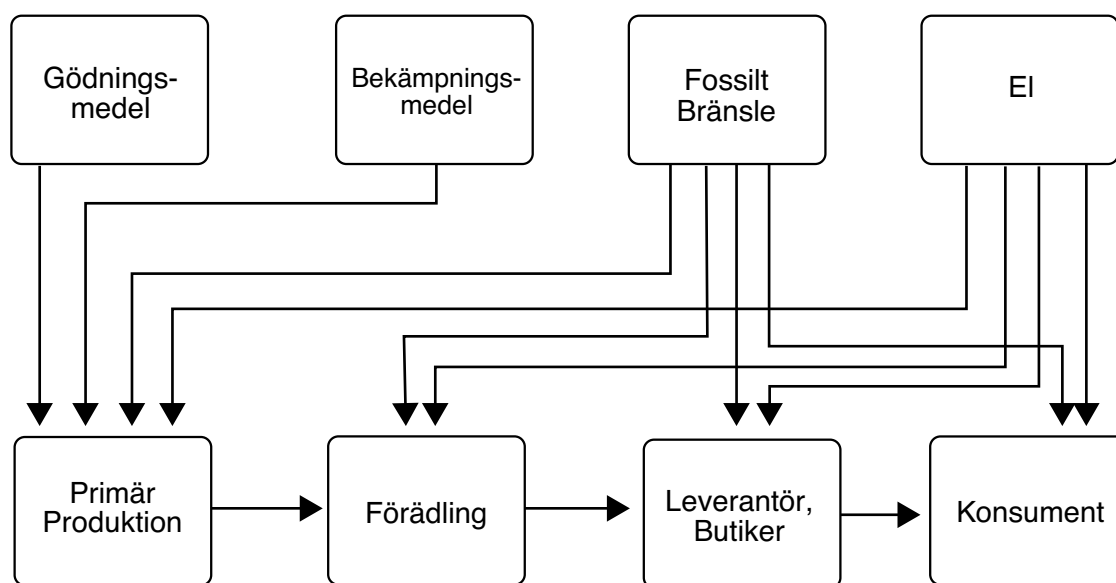 Gödnings-
medel
Bekämpnings-
medel
Fossilt
Bränsle
El
Primär
Produktion
Förädling
Leverantör,
Butiker
Konsument